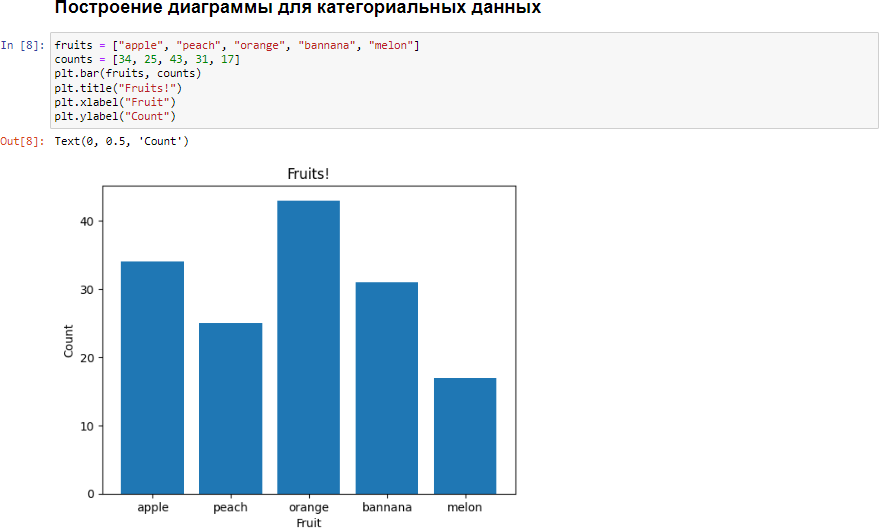 Построение диаграммы для категориальных данных
In [8]: fruits = ["apple", "peach", "orange", "bannana", "melon"]
counts = [34, 25, 43, 31, 17]
plt.bar(fruits, counts)
plt.title("Fruits!")
plt.xlabel("Fruit")
plt.ylabel("Count")
Out[8]: Text(0, 0.5, 'Count')
Fruits!
40
30
20
10
0
Count
apple peach orange bannana melon
Fruit